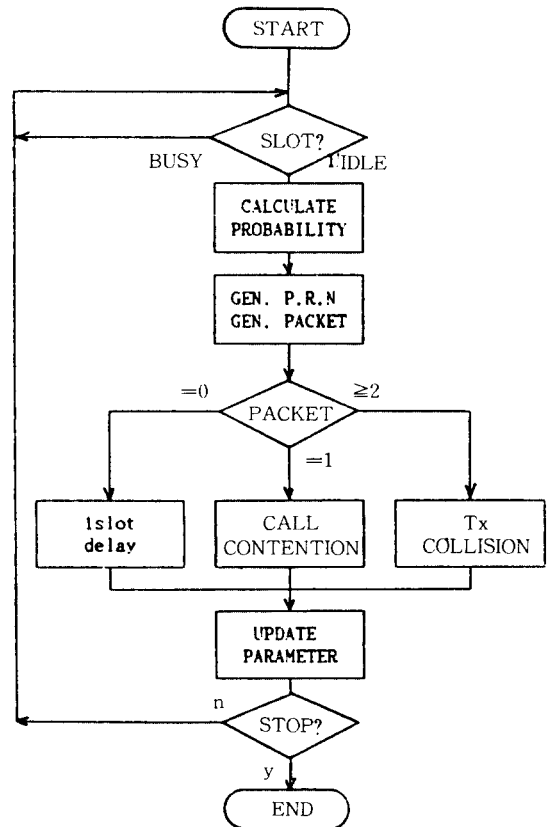 START
SLOT?
BUSY
IDLE
CALCULATE
PROBABILITY
GEN. P.R.N
GEN. PACKET
=0
PACKET
≧2
=1
1slot
delay
CALL
CONTENTION
Tx
COLLISION
UPDATE
PARAMETER
n
STOP?
y
END